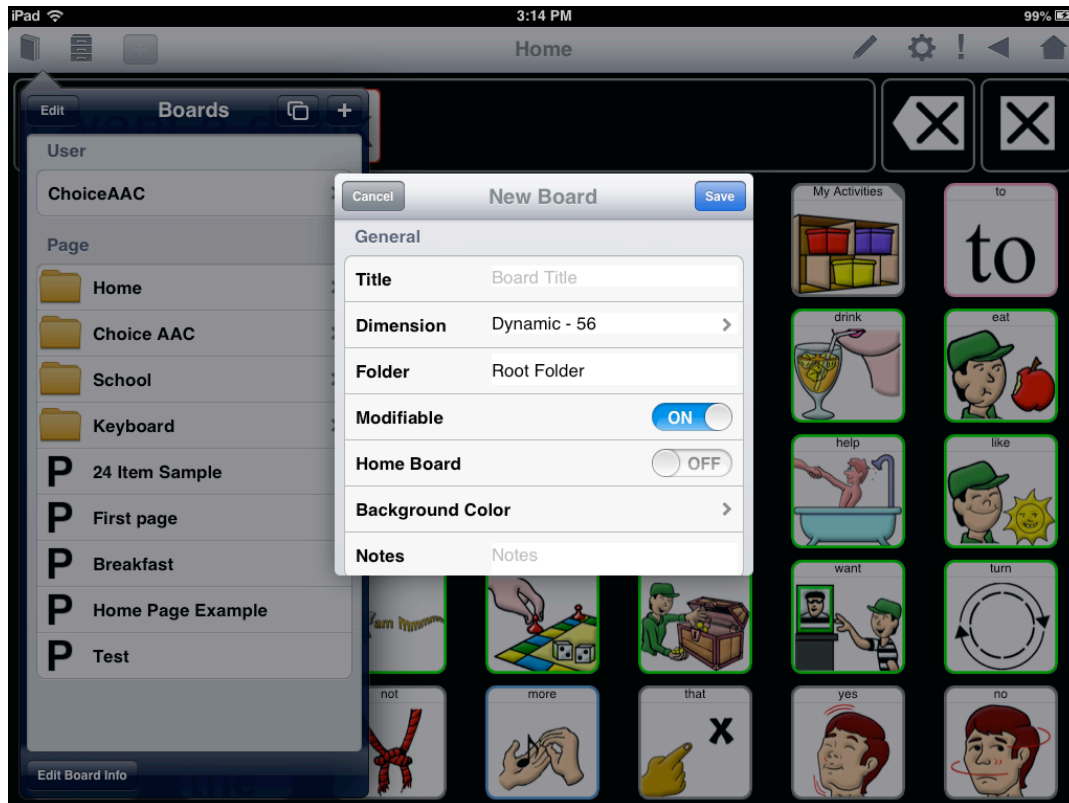 iPad 3:14 PM 99%
Home
Edit Boards
User
ChoiceAAC
Page
Home
Choice AAC
School
Keyboard
P 24 Item Sample
P First page
P Breakfast
P Home Page Example
P Test
Edit Board Info
Cancel New Board Save
General
Title Board Title
Dimension Dynamic - 56
Folder Root Folder
Modifiable ON
Home Board OFF
Background Color
Notes Notes
My Activities
to
to
drink
eat
help
like
want
turn
not
more
that
x
yes
no
the